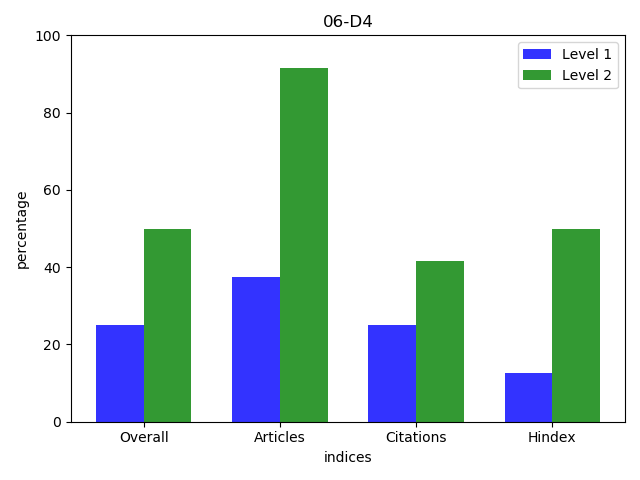 06-D4
Level 1
Level 2
percentage
100
80
60
40
20
0
Overall Articles Citations Hindex
indices